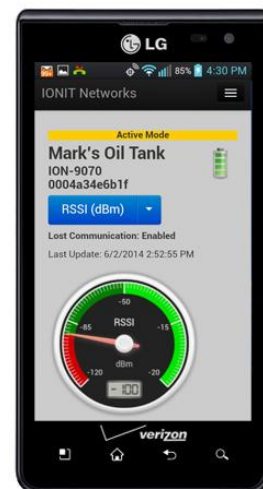 LG
85% 4:30 PM
IONIT Networks
Active Mode
Mark's Oil Tank
ION-9070
0004a34e6b1f
RSSI (dBm)
Lost Communication: Enabled
Last Update: 6/2/2014 2:52:55 PM
-50
-85
RSSI
-15
dBm
-120
-20
-100
verizon